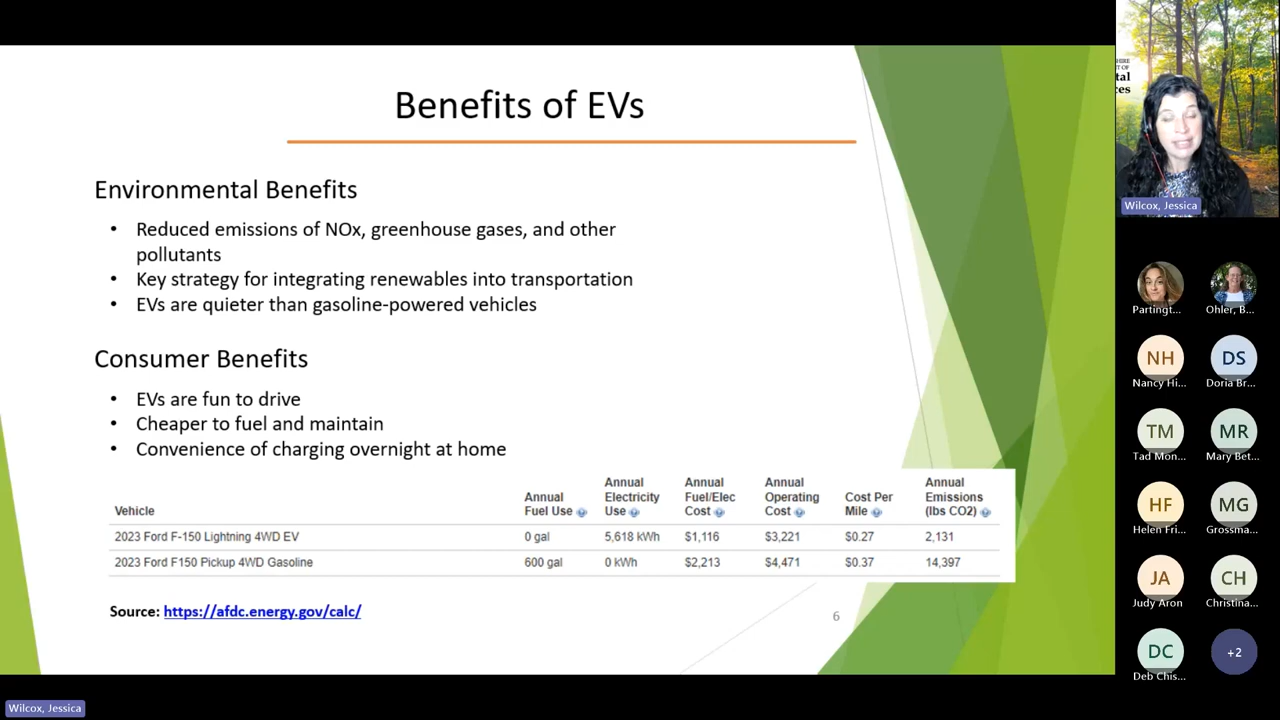 Benefits of EVs
Environmental Benefits
• Reduced emissions of NOx, greenhouse gases, and other
pollutants
• Key strategy for integrating renewables into transportation
• EVs are quieter than gasoline-powered vehicles
Consumer Benefits
• EVs are fun to drive
• Cheaper to fuel and maintain
• Convenience of charging overnight at home
Vehicle Annual Fuel Use Annual Electricity Use Annual Fuel/Elec Cost Annual Operating Cost Cost Per Mile Annual Emissions (lbs CO2)
2023 Ford F-150 Lightning 4WD EV 0 gal 5,618 kWh $1,116 $3,221 $0.27 2,131
2023 Ford F150 Pickup 4WD Gasoline 600 gal 0 kWh $2,213 $4,471 $0.37 14,397
Source: https://afdc.energy.gov/calc/
6
Wilcox, Jessica
HIRE
T OF
tal
ces
Wilcox, Jessica
Partingt... Ohler, B...
NH DS
Nancy Hi... Doria Br...
TM MR
Tad Mon... Mary Bet...
HF MG
Helen Fri... Grossma...
JA CH
Judy Aron Christina...
DC +2
Deb Chis...